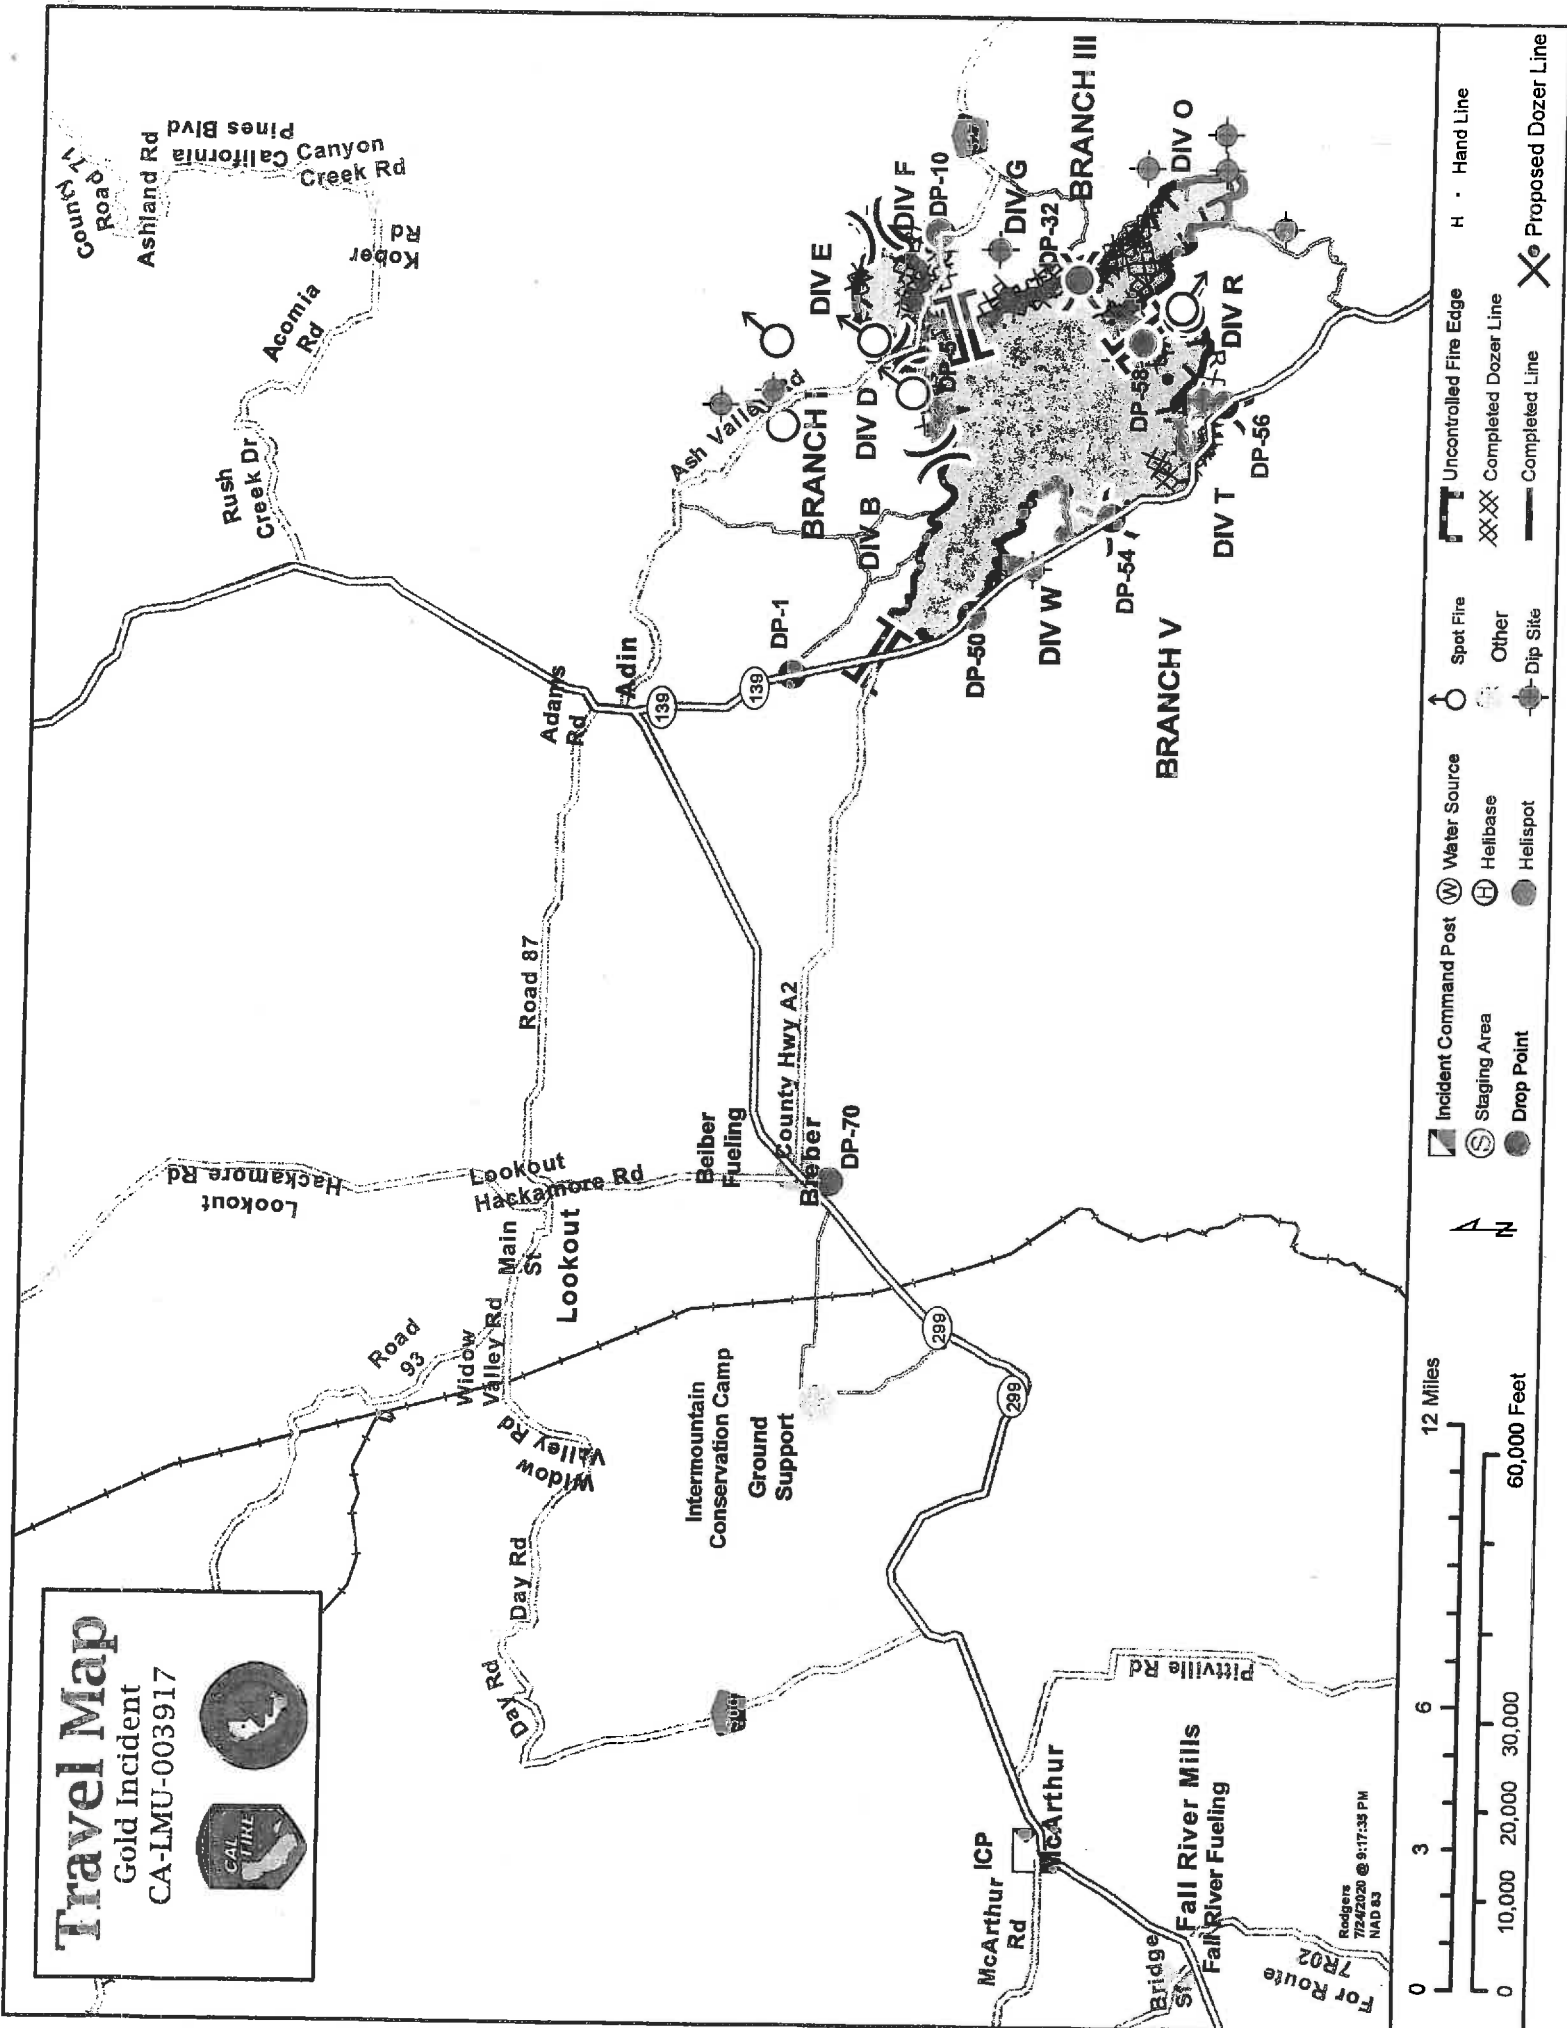 Travel Map
Gold Incident
CA-LMU-003917
CAL
FIRE
County 71
Road
Ashland Rd
California
Pines Blvd
Canyon
Creek Rd
Kober
Rd
Acomia
Rd
Rush
Creek Dr
Lookout
Hackamore Rd
Road
93
Widow
Valley Rd
Main
St
Lookout
Lookout
Hackamore Rd
Road 87
Adams
Rd
Adin
139
139
Ash Valley Rd
Widow
Valley Rd
Day Rd
Day Rd
Intermountain
Conservation Camp
Ground
Support
Beiber
Fueling
County Hwy A2
Bieber
DP-70
299
299
DP-1
BRANCH I
DIV B
DIV D
DIV E
DIV F
DP-10
DIV G
DP-32
BRANCH III
DIV O
DP-5
DP-58
DIV R
DP-56
DIV T
DP-54
DIV W
DP-50
BRANCH V
ICP
McArthur
McArthur
Rd
Pittville Rd
Fall River Mills
Fall River Fueling
Bridge
St
For Route
7R02
Rodgers
7/24/2020 @ 9:17:35 PM
NAD 83
0 3 6 12 Miles
0 10,000 20,000 30,000 60,000 Feet
N
Incident Command Post
Staging Area
Drop Point
W Water Source
H Helibase
Helispot
Spot Fire
Other
Dip Site
Uncontrolled Fire Edge
Completed Dozer Line
Completed Line
H · Hand Line
Proposed Dozer Line